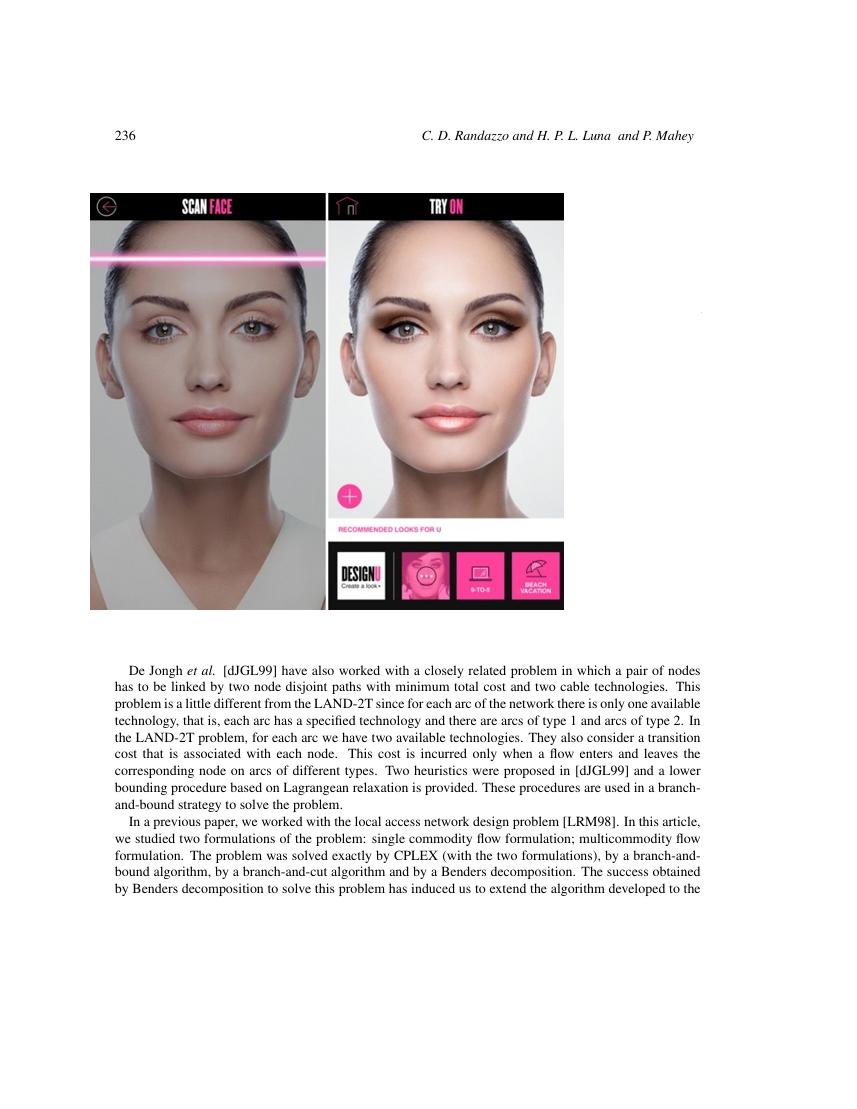 236
C. D. Randazzo and H. P. L. Luna and P. Mahey
SCAN FACE
TRY ON
RECOMMENDED LOOKS FOR U
DESIGNU
Create a look
9-TO-5
BEACH
VACATION
De Jongh et al. [dJGL99] have also worked with a closely related problem in which a pair of nodes
has to be linked by two node disjoint paths with minimum total cost and two cable technologies. This
problem is a little different from the LAND-2T since for each arc of the network there is only one available
technology, that is, each arc has a specified technology and there are arcs of type 1 and arcs of type 2. In
the LAND-2T problem, for each arc we have two available technologies. They also consider a transition
cost that is associated with each node. This cost is incurred only when a flow enters and leaves the
corresponding node on arcs of different types. Two heuristics were proposed in [dJGL99] and a lower
bounding procedure based on Lagrangean relaxation is provided. These procedures are used in a branch-
and-bound strategy to solve the problem.
In a previous paper, we worked with the local access network design problem [LRM98]. In this article,
we studied two formulations of the problem: single commodity flow formulation; multicommodity flow
formulation. The problem was solved exactly by CPLEX (with the two formulations), by a branch-and-
bound algorithm, by a branch-and-cut algorithm and by a Benders decomposition. The success obtained
by Benders decomposition to solve this problem has induced us to extend the algorithm developed to the